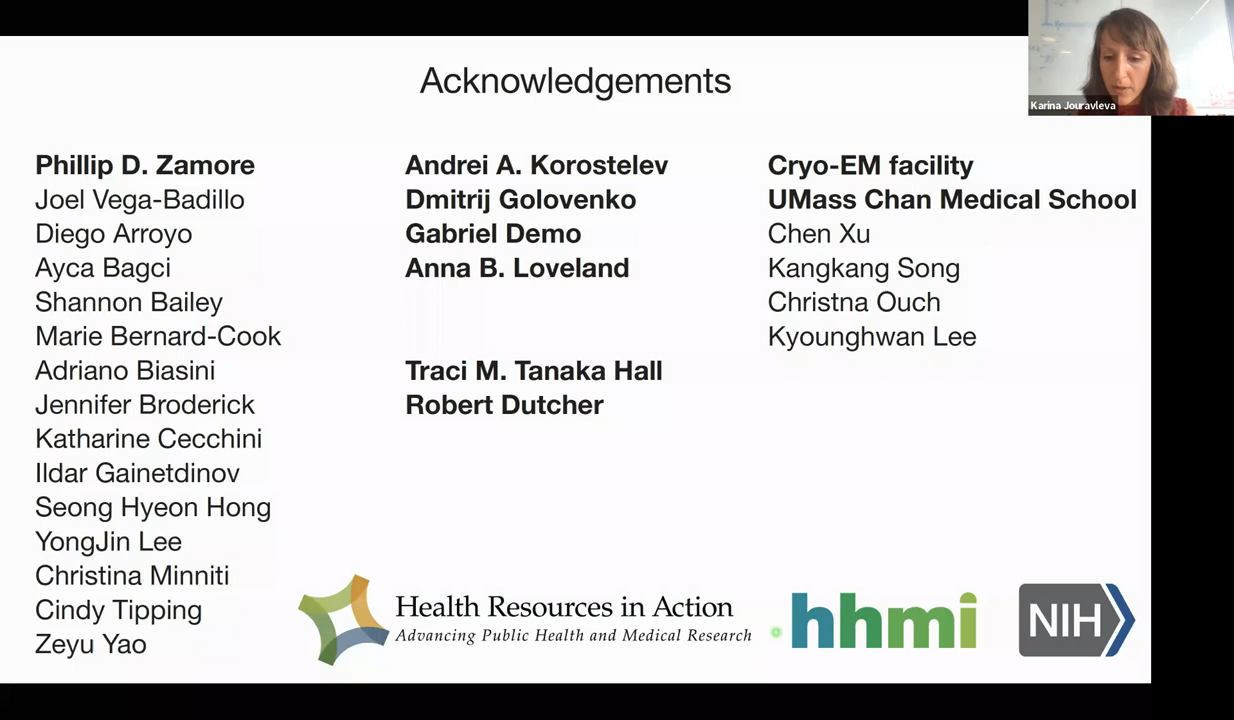 Acknowledgements
Karina Jouravleva
Phillip D. Zamore
Joel Vega-Badillo
Diego Arroyo
Ayca Bagci
Shannon Bailey
Marie Bernard-Cook
Adriano Biasini
Jennifer Broderick
Katharine Cecchini
Ildar Gainetdinov
Seong Hyeon Hong
YongJin Lee
Christina Minniti
Cindy Tipping
Zeyu Yao
Andrei A. Korostelev
Dmitrij Golovenko
Gabriel Demo
Anna B. Loveland
Traci M. Tanaka Hall
Robert Dutcher
Cryo-EM facility
UMass Chan Medical School
Chen Xu
Kangkang Song
Christna Ouch
Kyounghwan Lee
Health Resources in Action
Advancing Public Health and Medical Research
hhmi
NIH